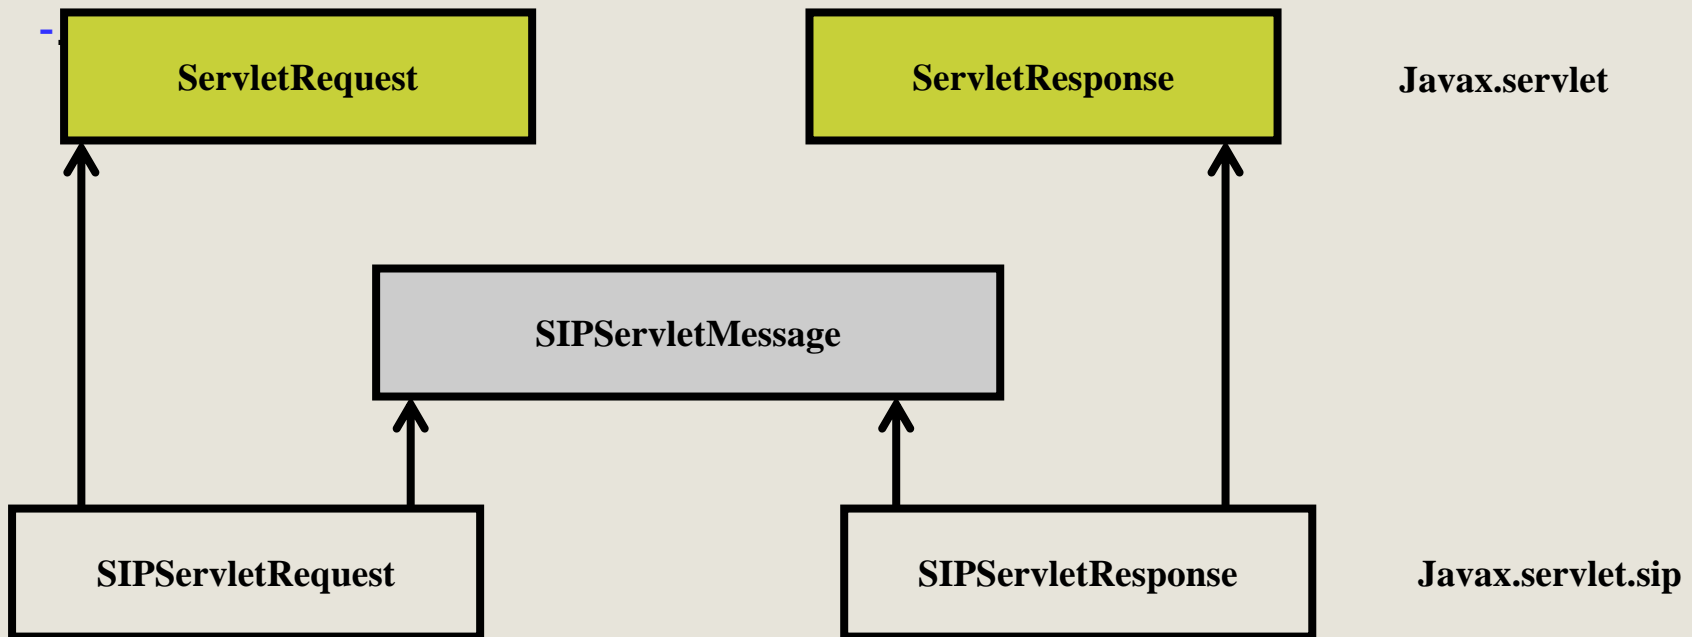 -
ServletRequest
ServletResponse
Javax.servlet
SIPServletMessage
SIPServletRequest
SIPServletResponse
Javax.servlet.sip